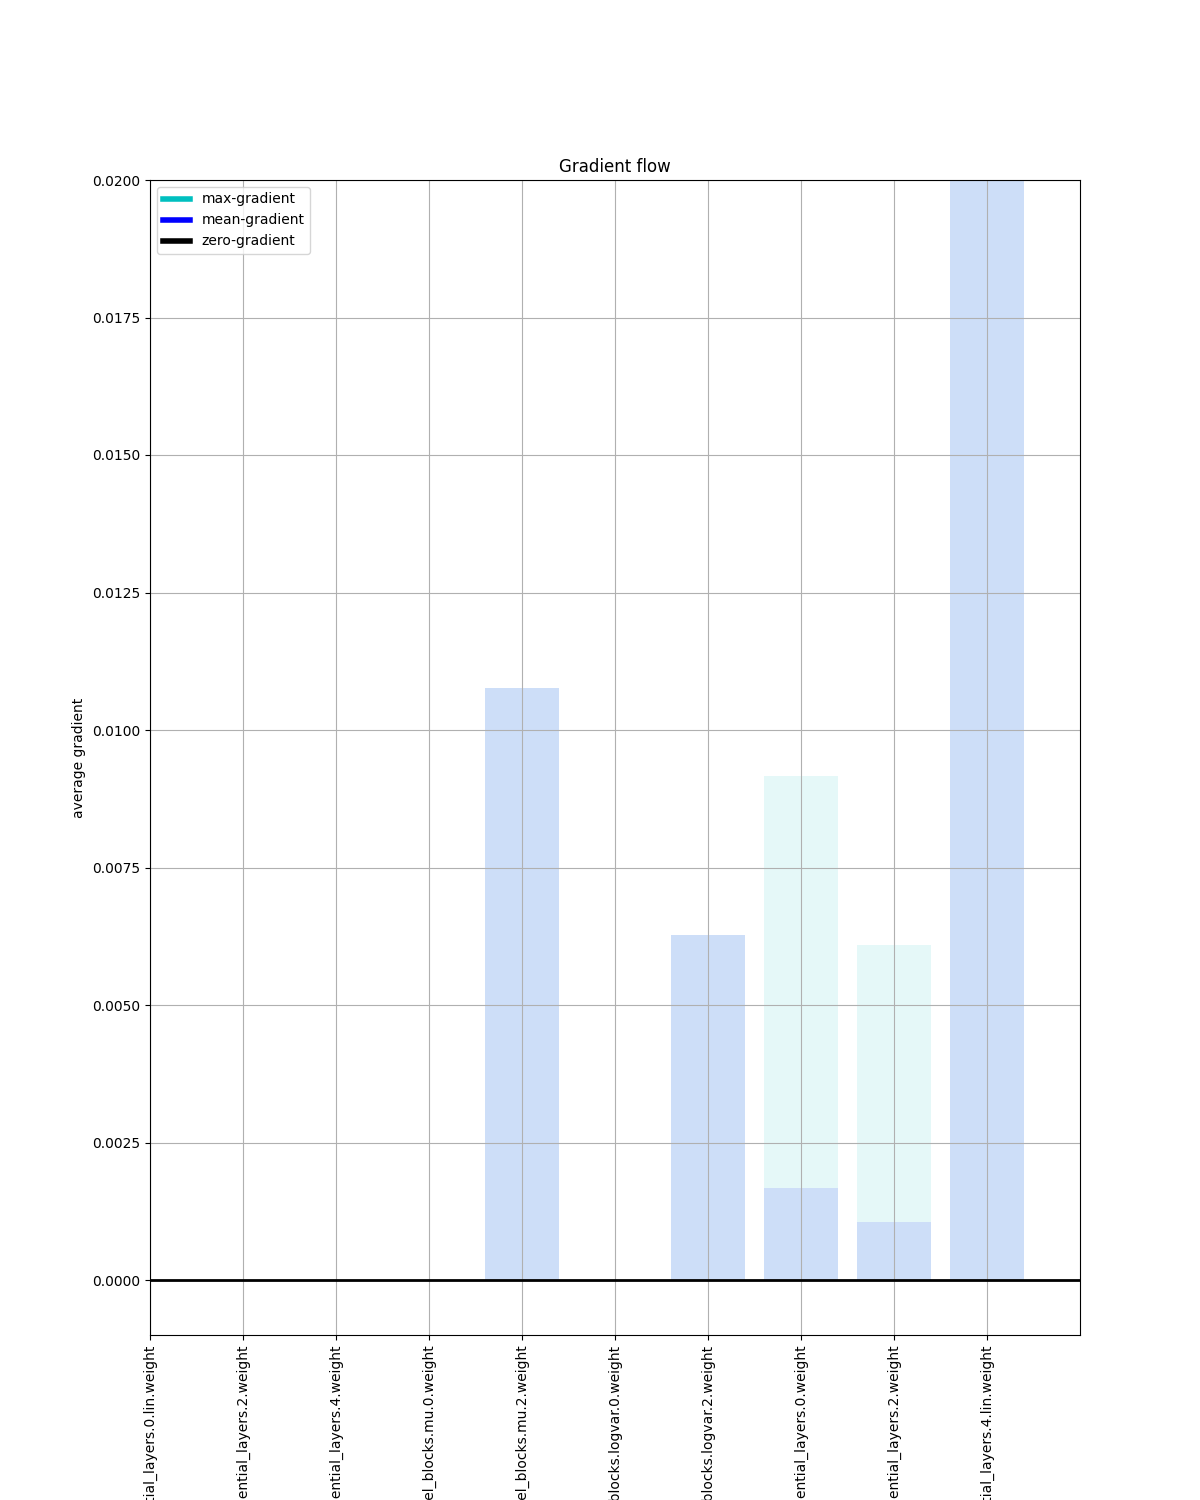 Gradient flow
max-gradient
mean-gradient
zero-gradient
0.0200
0.0175
0.0150
0.0125
0.0100
0.0075
0.0050
0.0025
0.0000
average gradient
tial_layers.0.lin.weight
ential_layers.2.weight
ential_layers.4.weight
el_blocks.mu.0.weight
el_blocks.mu.2.weight
blocks.logvar.0.weight
blocks.logvar.2.weight
ential_layers.0.weight
ential_layers.2.weight
tial_layers.4.lin.weight